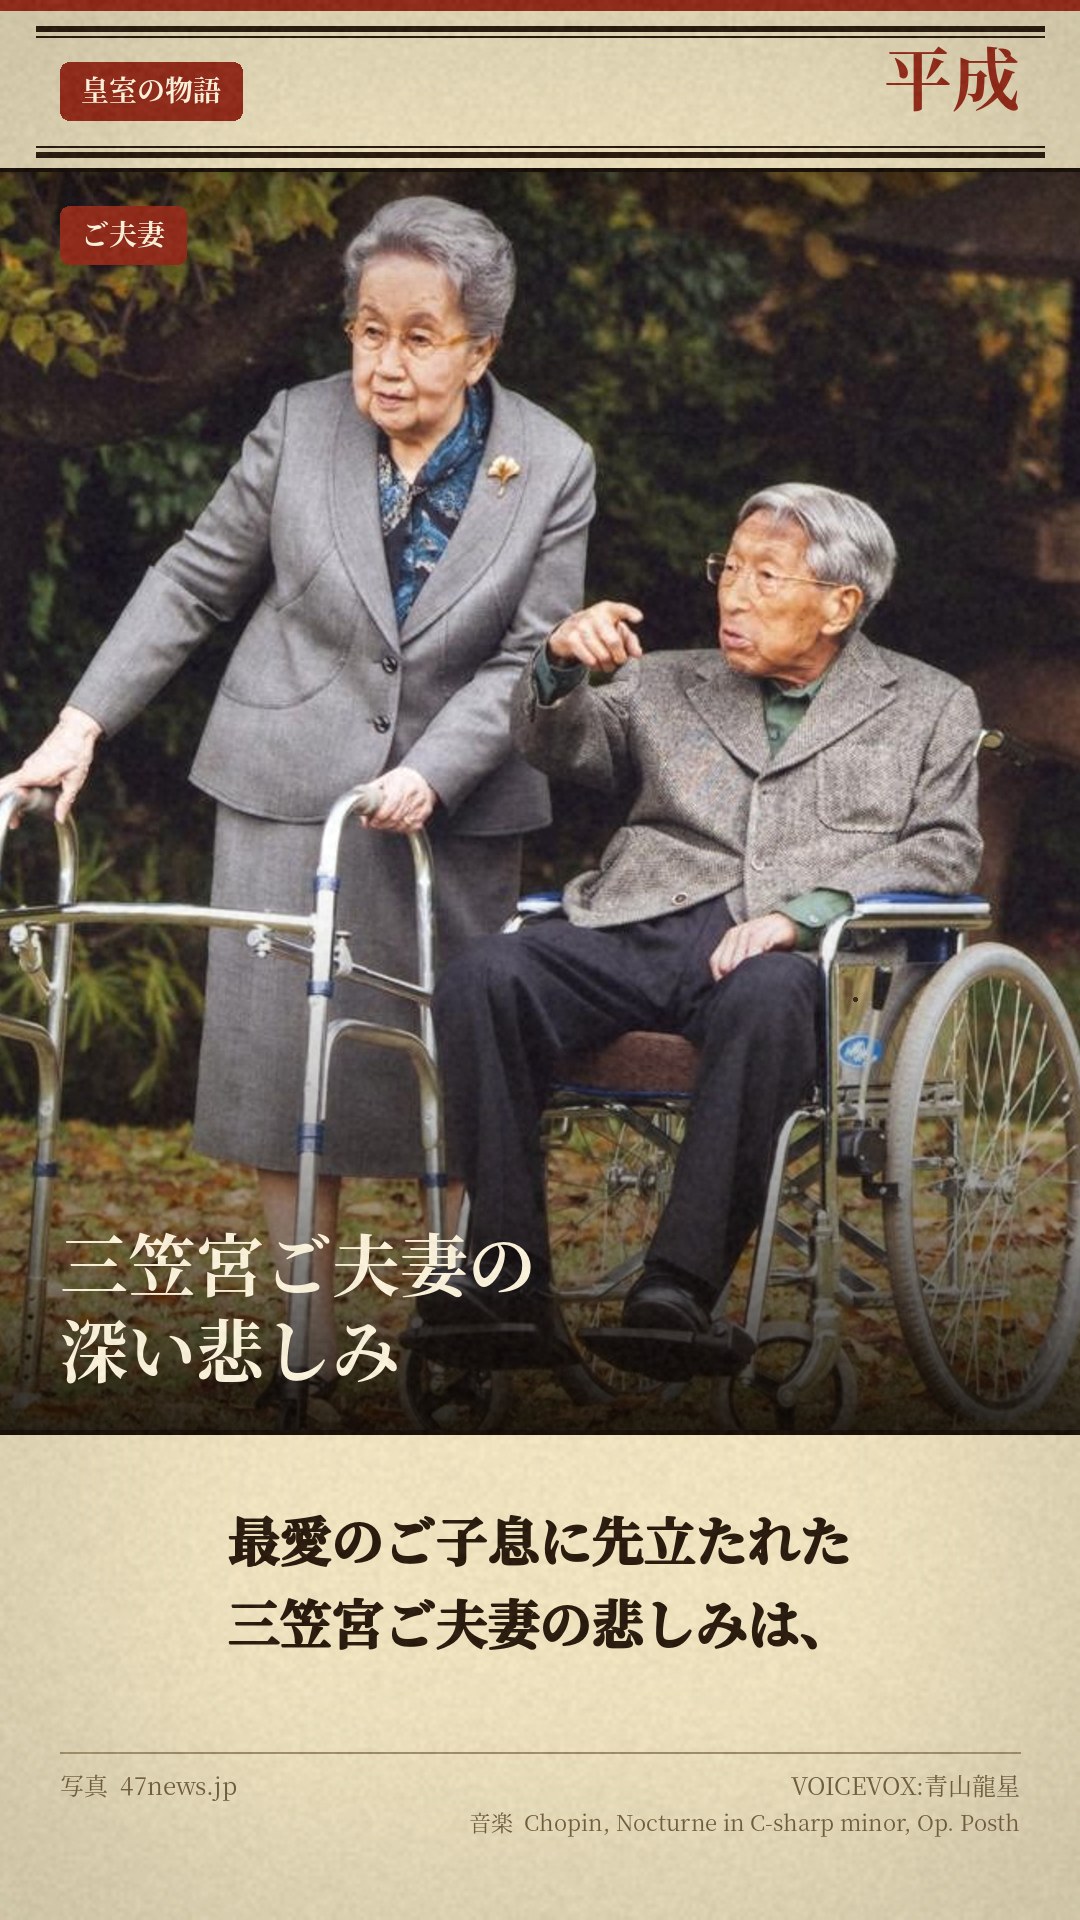 皇室の物語
平成
ご夫妻
三笠宮ご夫妻の
深い悲しみ
最愛のご子息に先立たれた
三笠宮ご夫妻の悲しみは、
写真 47news.jp
VOICEVOX:青山龍星
音楽 Chopin, Nocturne in C-sharp minor, Op. Posth